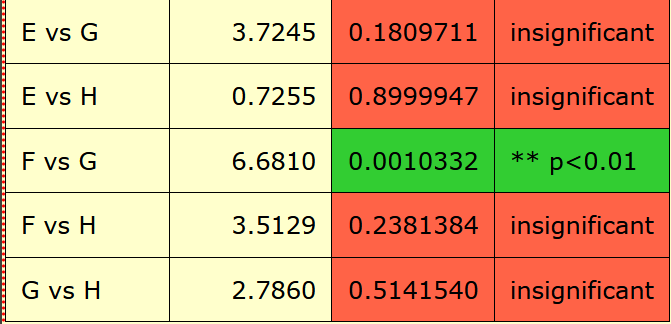 E vs G 3.7245 0.1809711 insignificant
E vs H 0.7255 0.8999947 insignificant
F vs G 6.6810 0.0010332 ** p<0.01
F vs H 3.5129 0.2381384 insignificant
G vs H 2.7860 0.5141540 insignificant